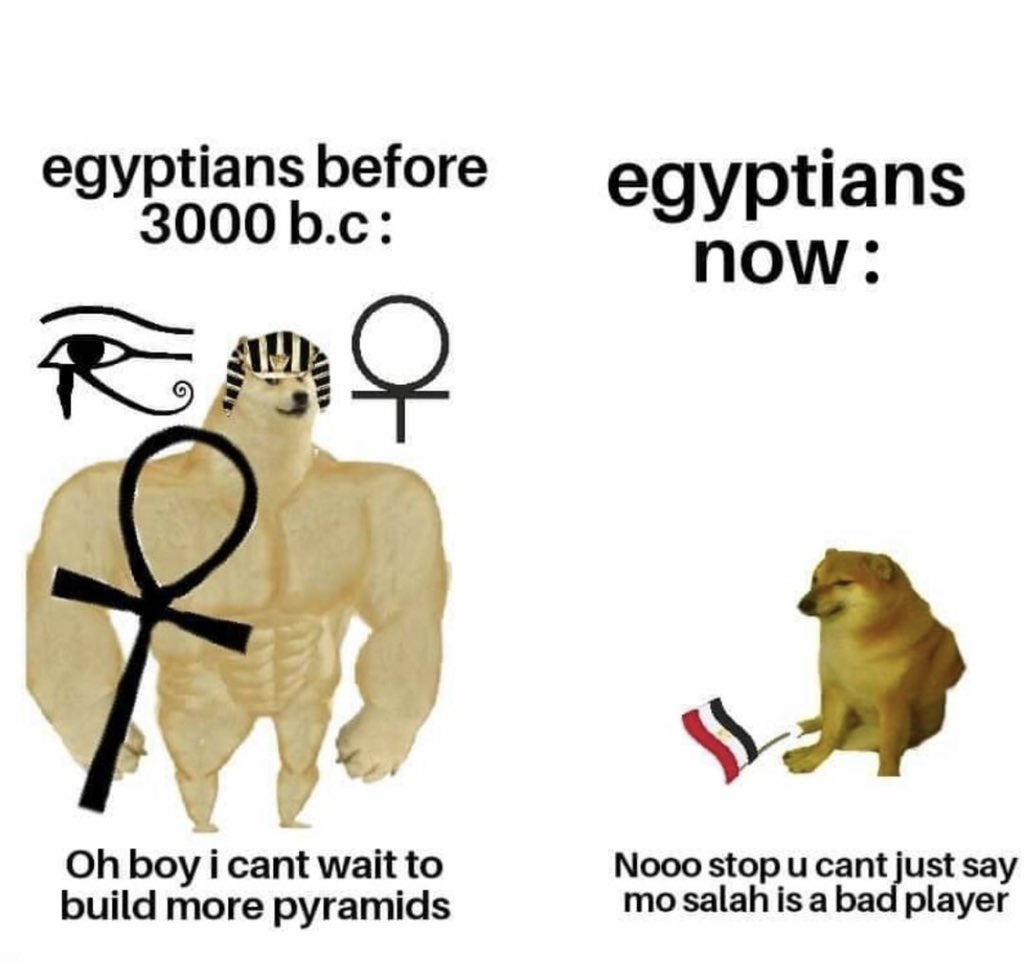 egyptians before
3000 b.c :
egyptians
now :
Oh boy i cant wait to
build more pyramids
Nooo stop u cant just say
mo salah is a bad player